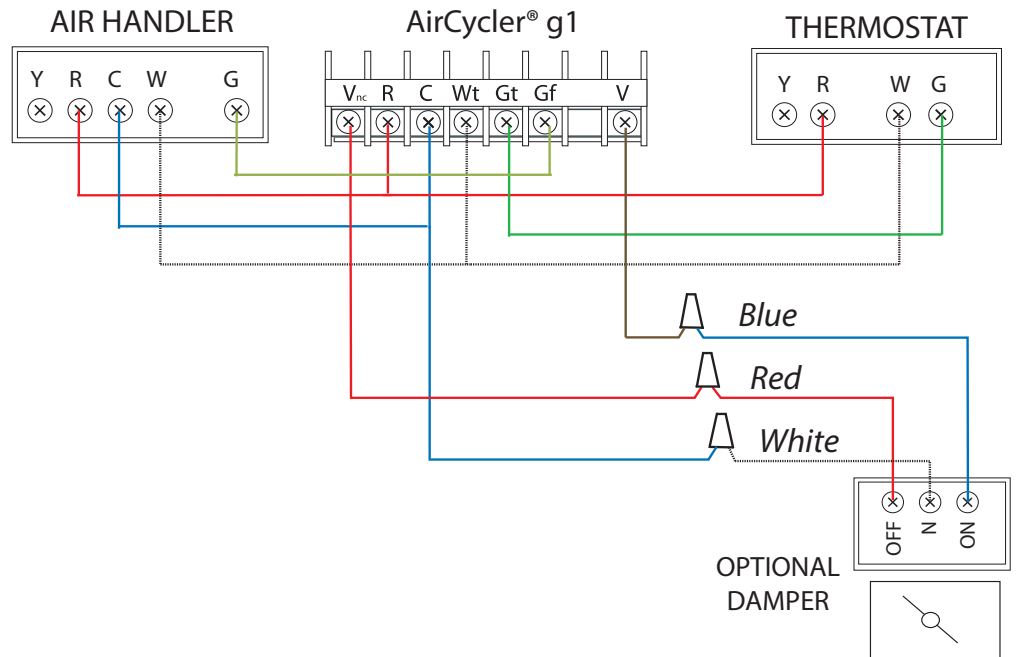 AIR HANDLER
Y R C W G
AirCycler® g1
Vnc R C Wt Gt Gf V
THERMOSTAT
Y R W G
Blue
Red
White
OFF N ON
OPTIONAL
DAMPER